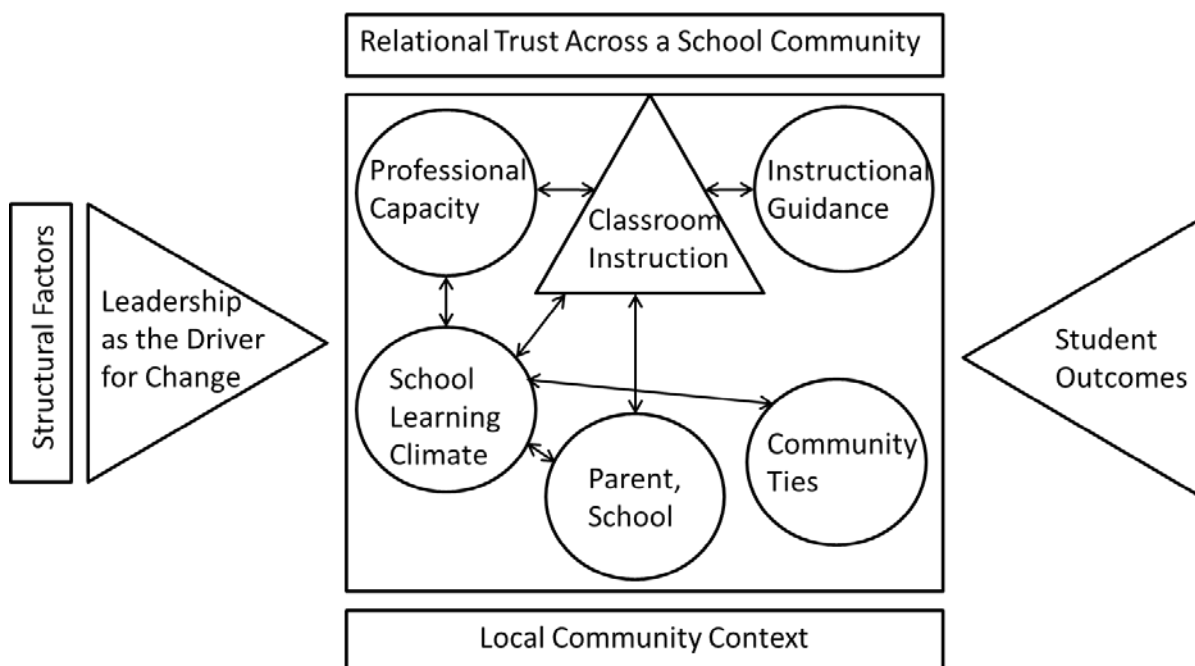 Relational Trust Across a School Community
Structural Factors
Leadership
as the Driver
for Change
Professional
Capacity
Classroom
Instruction
Instructional
Guidance
School
Learning
Climate
Parent,
School
Community
Ties
Student
Outcomes
Local Community Context